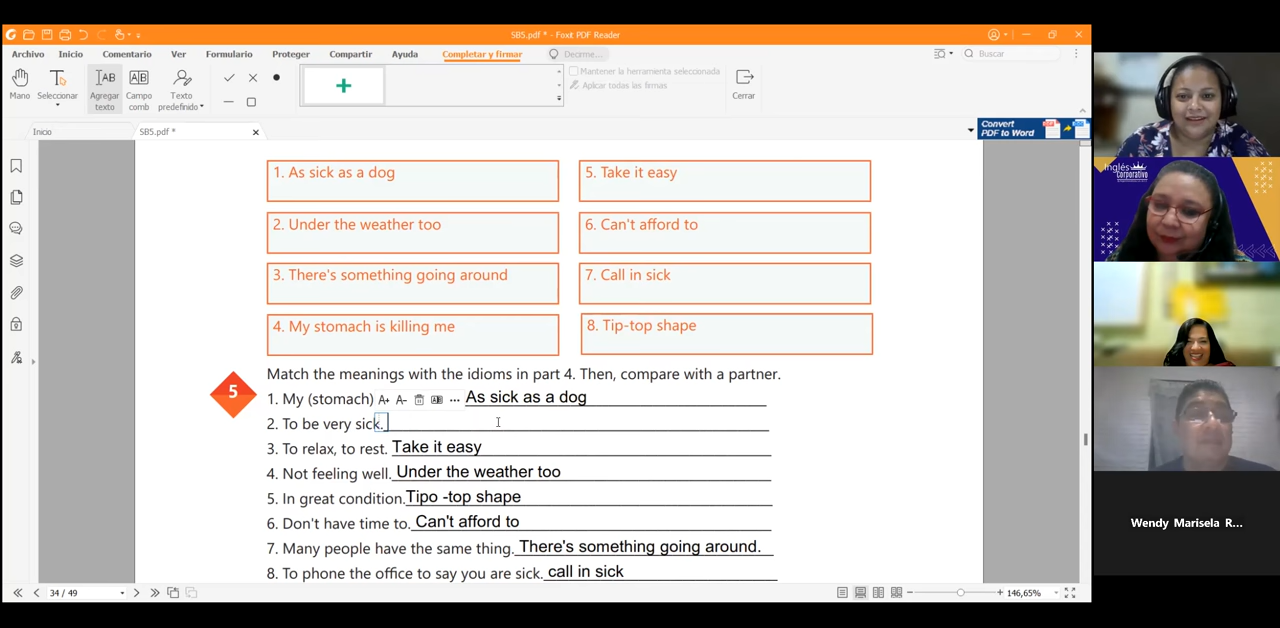 SB5.pdf * - Foxit PDF Reader
Archivo Inicio Comentario Ver Formulario Proteger Compartir Ayuda Completar y firmar Decirme... Buscar
Mano Seleccionar Agregar texto Campo comb Texto predefinido Mantener la herramienta seleccionada Aplicar todas las firmas Cerrar
Inicio SB5.pdf * Convert PDF to Word
1. As sick as a dog
5. Take it easy
2. Under the weather too
6. Can't afford to
3. There's something going around
7. Call in sick
4. My stomach is killing me
8. Tip-top shape
5
Match the meanings with the idioms in part 4. Then, compare with a partner.
1. My (stomach) A+ A- AB ... As sick as a dog
2. To be very sick.
3. To relax, to rest. Take it easy
4. Not feeling well. Under the weather too
5. In great condition. Tipo -top shape
6. Don't have time to. Can't afford to
7. Many people have the same thing. There's something going around.
8. To phone the office to say you are sick. call in sick
34 / 49 146,65%
Inglés Corporativo
Wendy Marisela R...